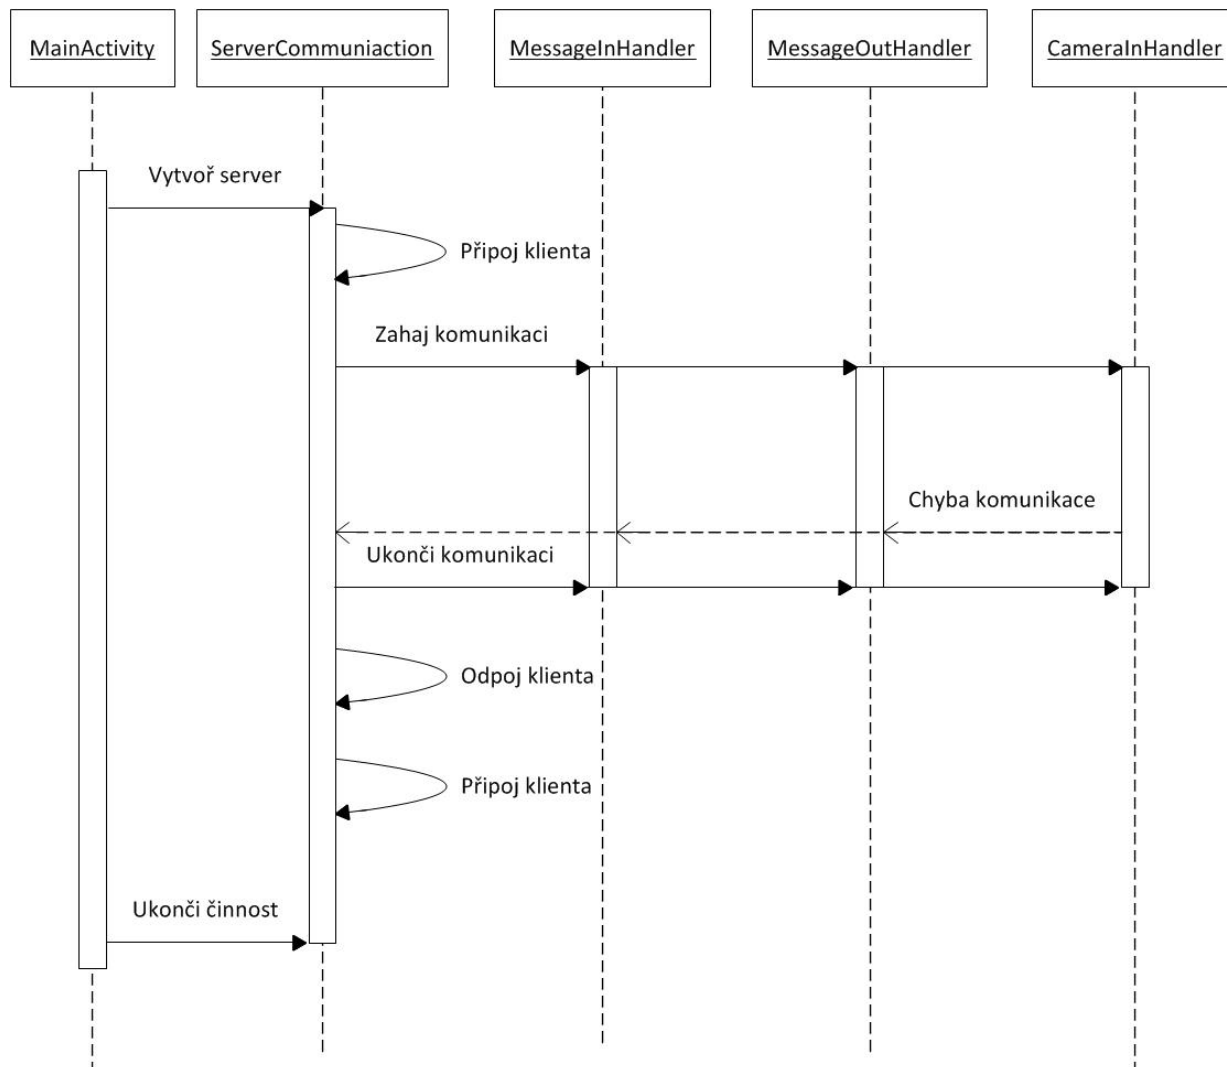 MainActivity
ServerCommuniaction
MessageInHandler
MessageOutHandler
CameraInHandler
Vytvoř server
Připoj klienta
Zahaj komunikaci
Chyba komunikace
Ukonči komunikaci
Odpoj klienta
Připoj klienta
Ukonči činnost